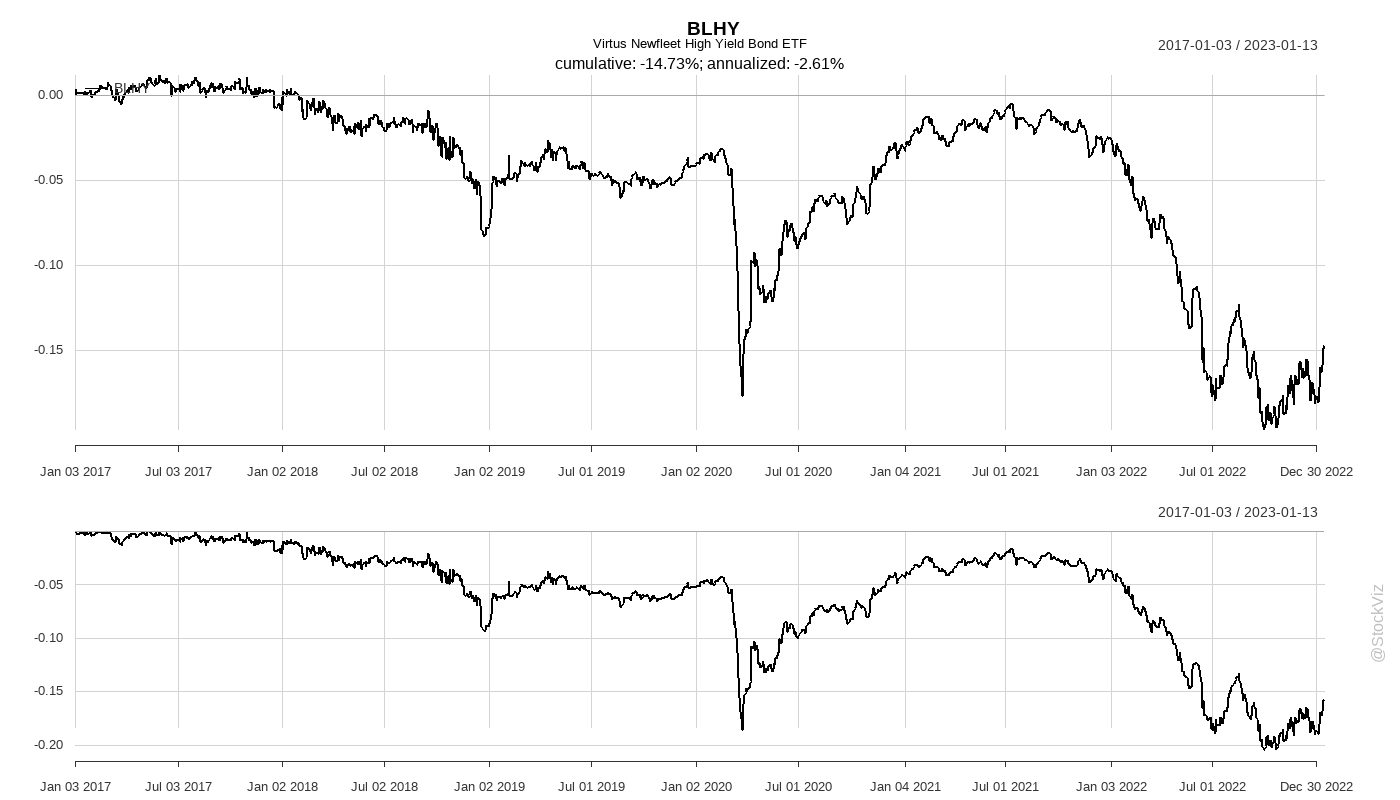 BLHY
Virtus Newfleet High Yield Bond ETF
2017-01-03 / 2023-01-13
cumulative: -14.73%; annualized: -2.61%
BLHY
0.00
-0.05
-0.10
-0.15
Jan 03 2017 Jul 03 2017 Jan 02 2018 Jul 02 2018 Jan 02 2019 Jul 01 2019 Jan 02 2020 Jul 01 2020 Jan 04 2021 Jul 01 2021 Jan 03 2022 Jul 01 2022 Dec 30 2022
2017-01-03 / 2023-01-13
-0.05
-0.10
-0.15
-0.20
Jan 03 2017 Jul 03 2017 Jan 02 2018 Jul 02 2018 Jan 02 2019 Jul 01 2019 Jan 02 2020 Jul 01 2020 Jan 04 2021 Jul 01 2021 Jan 03 2022 Jul 01 2022 Dec 30 2022
@StockViz